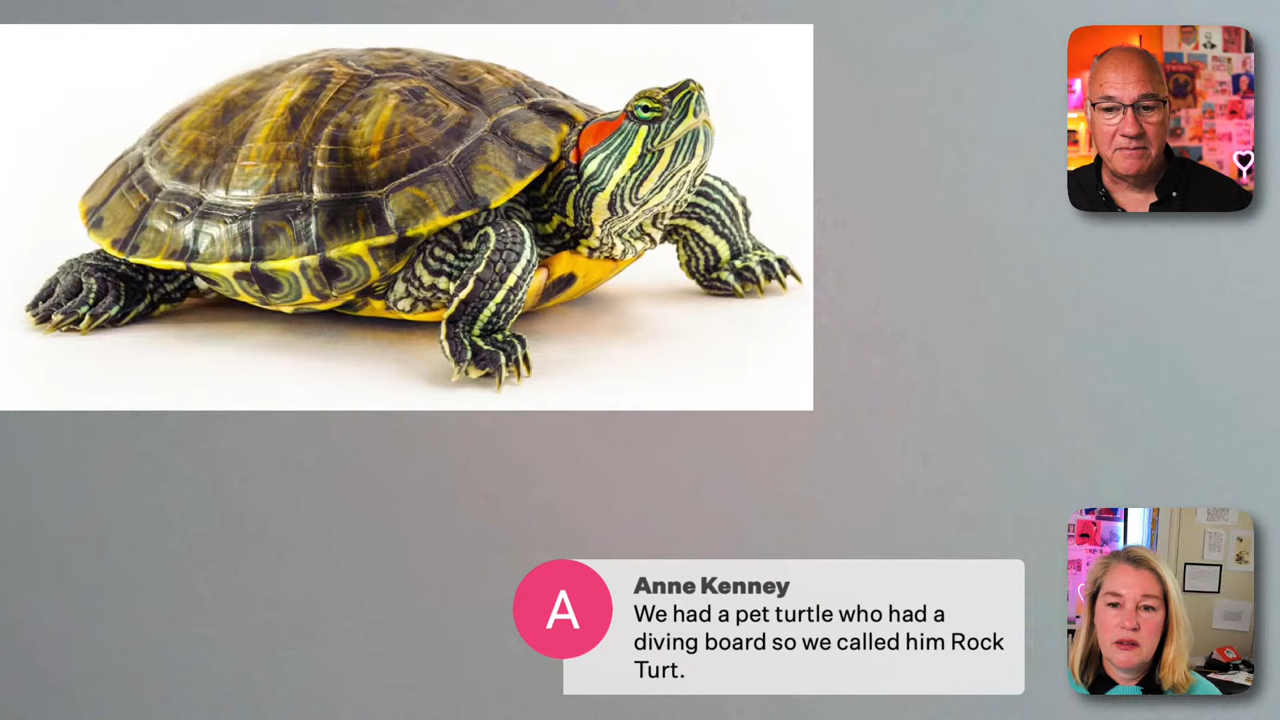 A
Anne Kenney
We had a pet turtle who had a
diving board so we called him Rock
Turt.